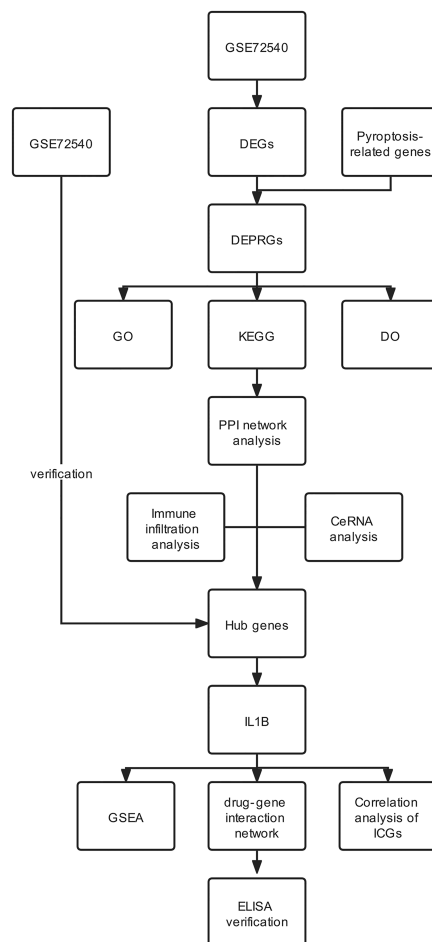 GSE72540
GSE72540
DEGs
Pyroptosis-
related genes
DEPRGs
GO
KEGG
DO
PPI network
analysis
verification
Immune
infiltration
analysis
CeRNA
analysis
Hub genes
IL1B
GSEA
drug-gene
interaction
network
Correlation
analysis of
ICGs
ELISA
verification